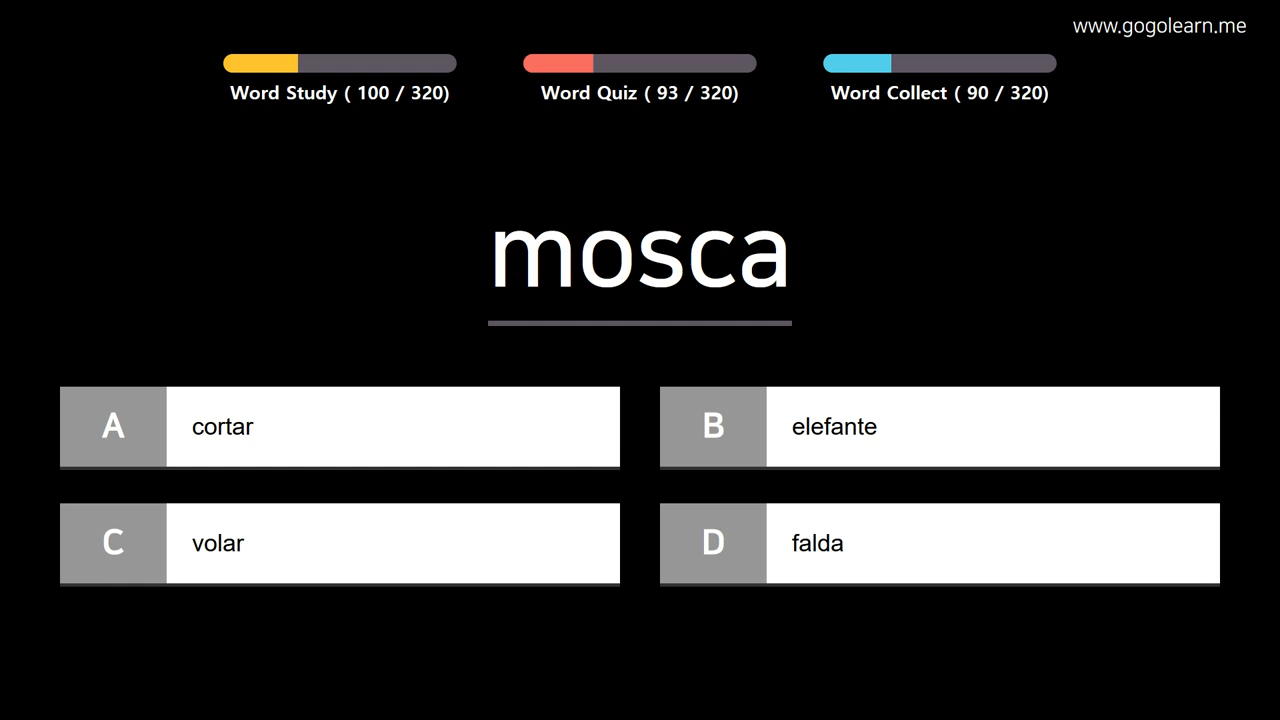 www.gogolearn.me
Word Study ( 100 / 320)
Word Quiz ( 93 / 320)
Word Collect ( 90 / 320)
mosca
A cortar
B elefante
C volar
D falda